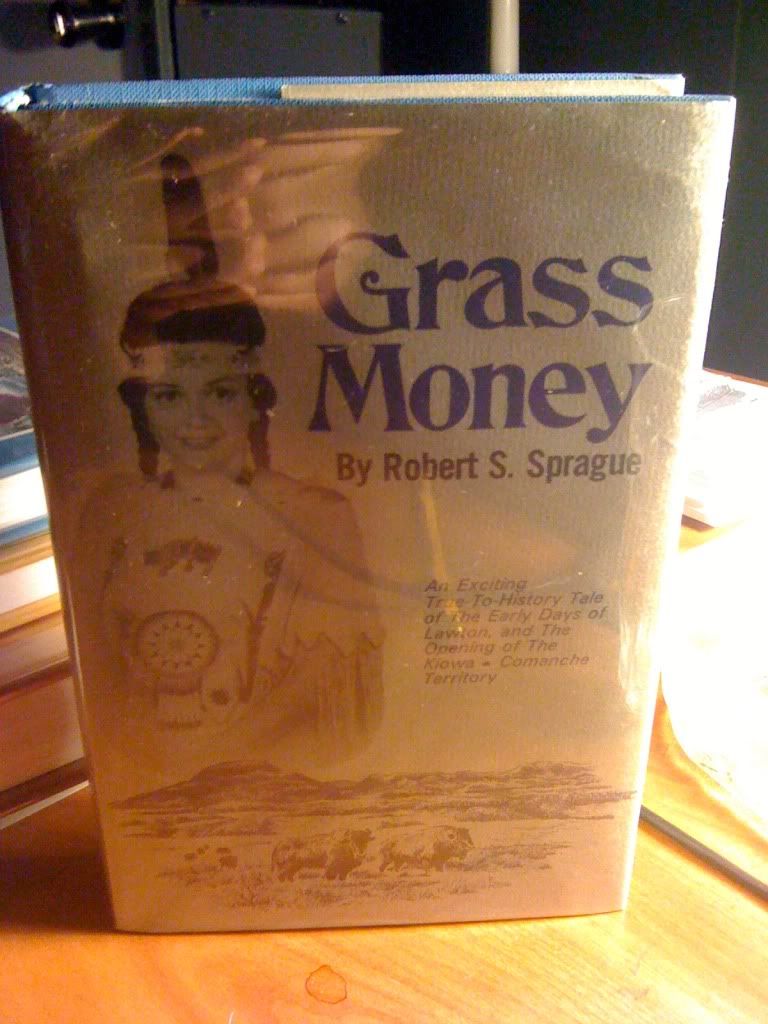 Grass
Money
By Robert S. Sprague
An Exciting
True-To-History Tale
of the Early Days of
Lawton, and The
Opening of The
Kiowa - Comanche
Territory